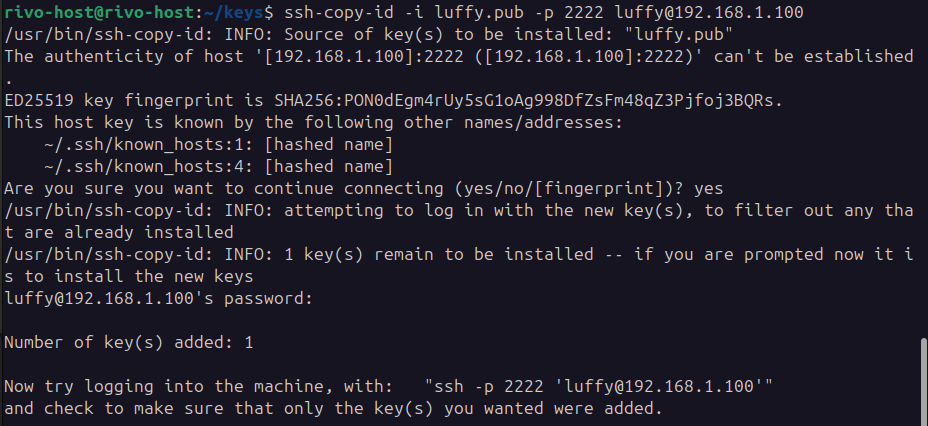 rivo-host@rivo-host:~/keys$ ssh-copy-id -i luffy.pub -p 2222 luffy@192.168.1.100
/usr/bin/ssh-copy-id: INFO: Source of key(s) to be installed: "luffy.pub"
The authenticity of host '[192.168.1.100]:2222 ([192.168.1.100]:2222)' can't be established
.
ED25519 key fingerprint is SHA256:PON0dEgm4rUy5sG1oAg998DfZsFm48qZ3Pjfoj3BQRs.
This host key is known by the following other names/addresses:
    ~/.ssh/known_hosts:1: [hashed name]
    ~/.ssh/known_hosts:4: [hashed name]
Are you sure you want to continue connecting (yes/no/[fingerprint])? yes
/usr/bin/ssh-copy-id: INFO: attempting to log in with the new key(s), to filter out any tha
t are already installed
/usr/bin/ssh-copy-id: INFO: 1 key(s) remain to be installed -- if you are prompted now it i
s to install the new keys
luffy@192.168.1.100's password:

Number of key(s) added: 1

Now try logging into the machine, with:   "ssh -p 2222 'luffy@192.168.1.100'"
and check to make sure that only the key(s) you wanted were added.